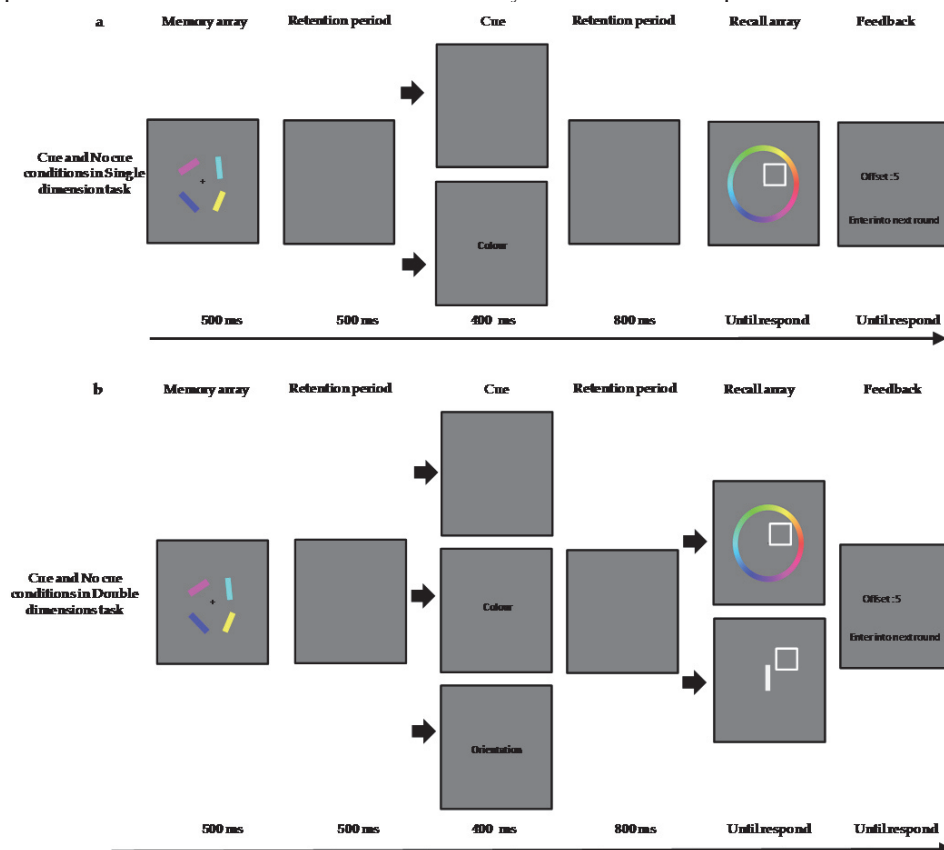 a
Memory array Retention period Cue Retention period Recall array Feedback
Cue and No cue
conditions in Single
dimension task
Colour
Offset :5
Enter into next round
500 ms 500 ms 400 ms 800 ms Until respond Until respond
b
Memory array Retention period Cue Retention period Recall array Feedback
Cue and No cue
conditions in Double
dimensions task
Colour
Offset :5
Enter into next round
Orientation
500 ms 500 ms 400 ms 800 ms Until respond Until respond